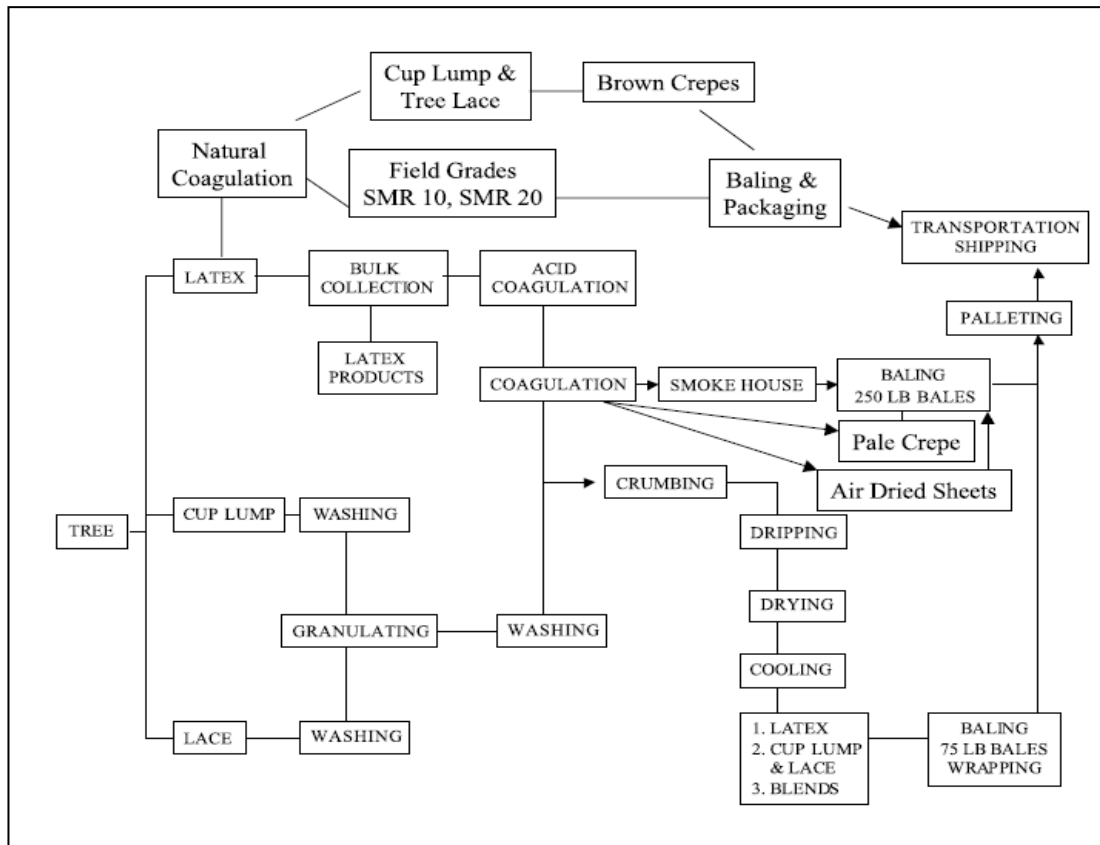 Cup Lump &
Tree Lace
Brown Crepes
Natural
Coagulation
Field Grades
SMR 10, SMR 20
Baling &
Packaging
TRANSPORTATION
SHIPPING
LATEX
BULK
COLLECTION
ACID
COAGULATION
PALLETING
LATEX
PRODUCTS
COAGULATION
SMOKE HOUSE
BALING
250 LB BALES
Pale Crepe
Air Dried Sheets
CRUMBING
TREE
CUP LUMP
WASHING
DRIPPING
DRYING
GRANULATING
WASHING
COOLING
LACE
WASHING
1. LATEX
2. CUP LUMP
& LACE
3. BLENDS
BALING
75 LB BALES
WRAPPING